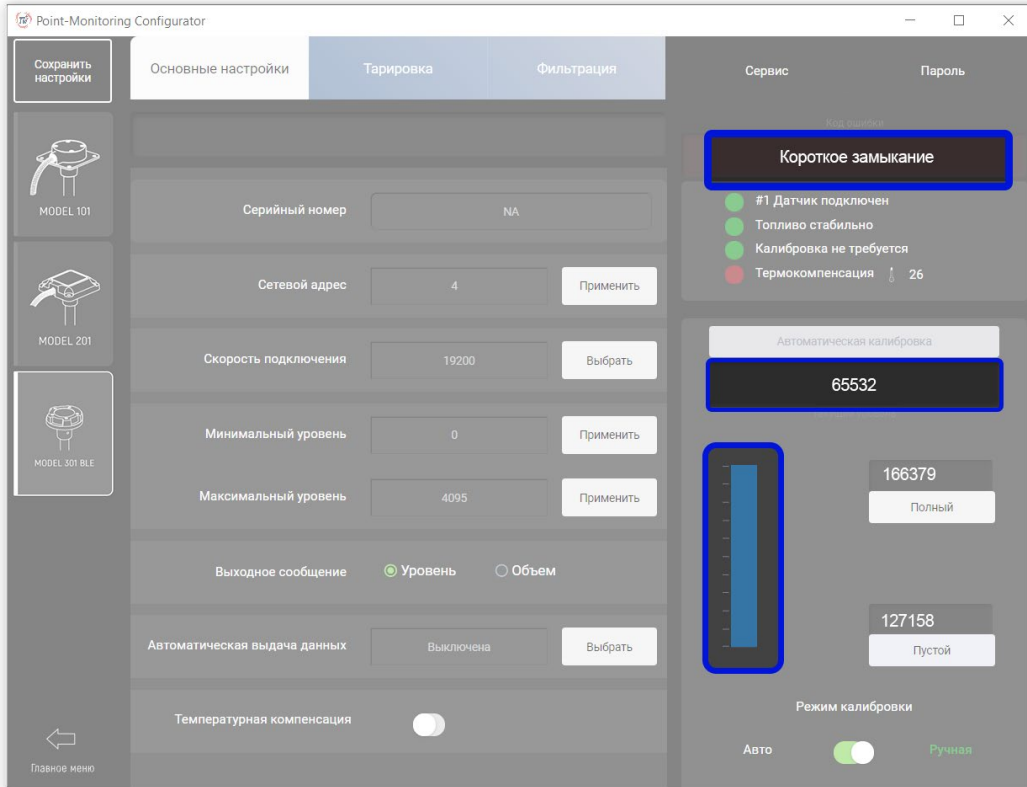 Point-Monitoring Configurator
Сохранить
настройки
Основные настройки
Тарировка
Фильтрация
Сервис
Пароль
Код ошибки
Короткое замыкание
MODEL 101
#1 Датчик подключен
Топливо стабильно
Калибровка не требуется
Термокомпенсация 26
Серийный номер
NA
Сетевой адрес
4
Применить
MODEL 201
Автоматическая калибровка
Скорость подключения
19200
Выбрать
65532
MODEL 301 BLE
Минимальный уровень
0
Применить
166379
Полный
Максимальный уровень
4095
Применить
Выходное сообщение
Уровень
Объем
127158
Пустой
Автоматическая выдача данных
Выключена
Выбрать
Температурная компенсация
Режим калибровки
Авто
Ручная
Главное меню